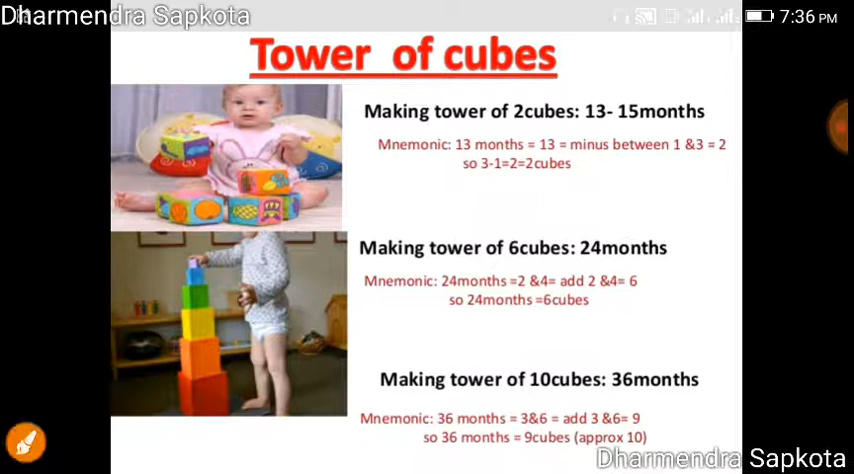 Dharmendra Sapkota
7:36 PM
Tower of cubes
Making tower of 2cubes: 13- 15months
Mnemonic: 13 months = 13 = minus between 1 &3 = 2
so 3-1=2=2cubes
Making tower of 6cubes: 24months
Mnemonic: 24months =2 &4= add 2 &4= 6
so 24months =6cubes
Making tower of 10cubes: 36months
Mnemonic: 36 months = 3&6 = add 3 &6= 9
so 36 months = 9cubes (approx 10)
Dharmendra Sapkota